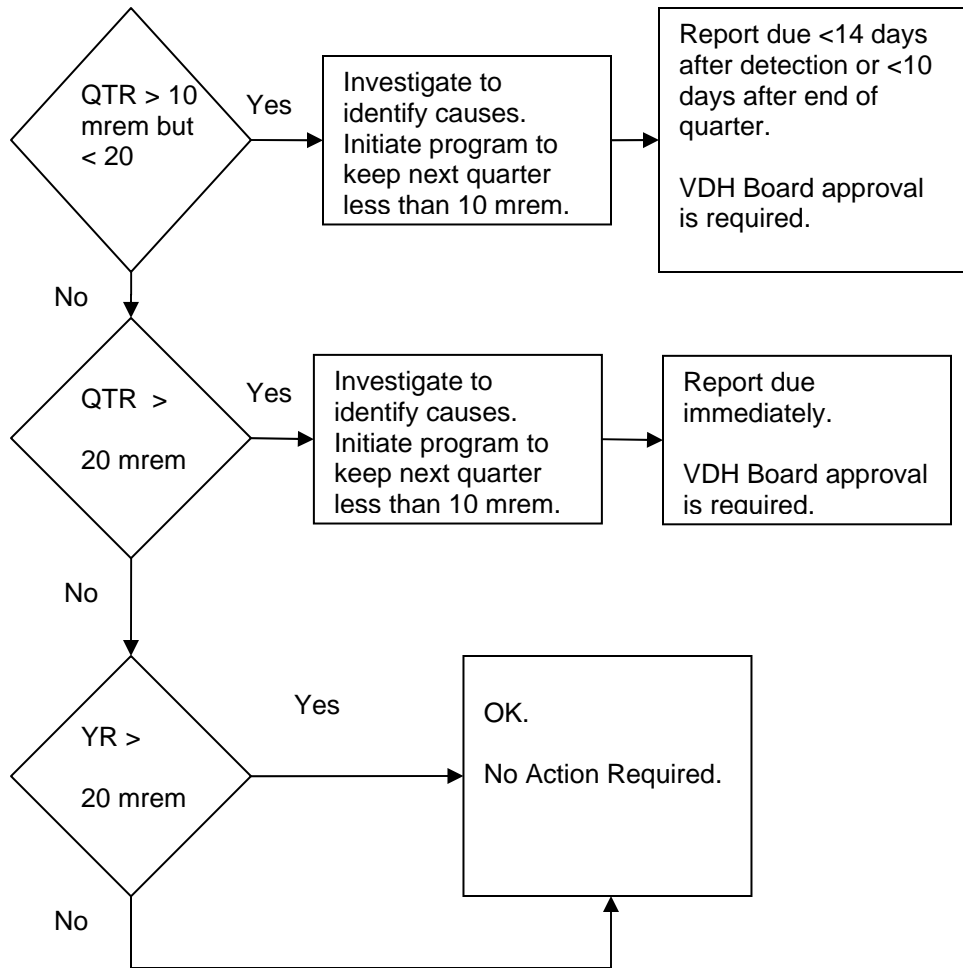 QTR > 10
mrem but
< 20
Yes
Investigate to
identify causes.
Initiate program to
keep next quarter
less than 10 mrem.
Report due <14 days
after detection or <10
days after end of
quarter.
VDH Board approval
is required.
No
QTR >
20 mrem
Yes
Investigate to
identify causes.
Initiate program to
keep next quarter
less than 10 mrem.
Report due
immediately.
VDH Board approval
is required.
No
YR >
20 mrem
Yes
OK.
No Action Required.
No